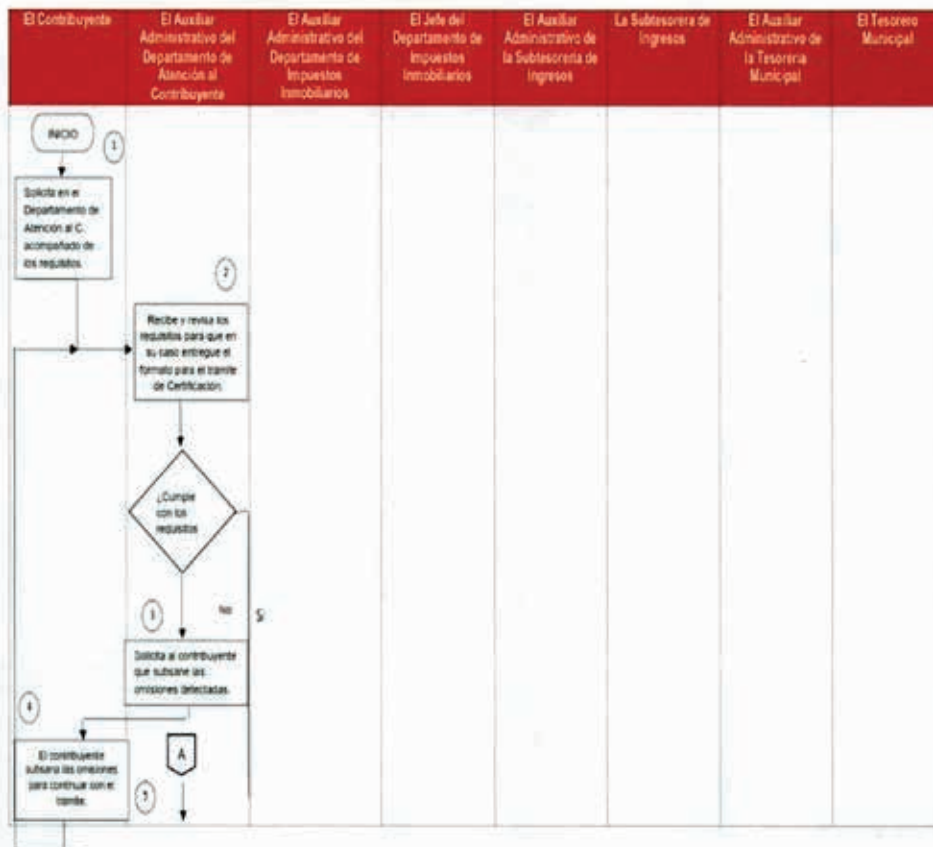 El Contribuyente
El Auxiliar
Administrativo del
Departamento de
Atención al
Contribuyente
El Auxiliar
Administrativo del
Departamento de
Impuestos
Inmobiliarios
El Jefe del
Departamento de
Impuestos
Inmobiliarios
El Auxiliar
Administrativo de
la Subtesorería de
Ingresos
La Subtesorera de
Ingresos
El Auxiliar
Administrativo de
la Tesorería
Municipal
El Tesorero
Municipal
INICIO
1
Solicita en el
Departamento de
Atención al C.
acompañado de
los requisitos.
2
Recibe y revisa los
requisitos para que en
su caso entregue el
formato para el trámite
de Certificación.
¿Cumple
con los
requisitos
No
Si
3
Solicita al contribuyente
que subsane las
omisiones detectadas.
4
El contribuyente
subsana las omisiones
para continuar con el
trámite.
A
5